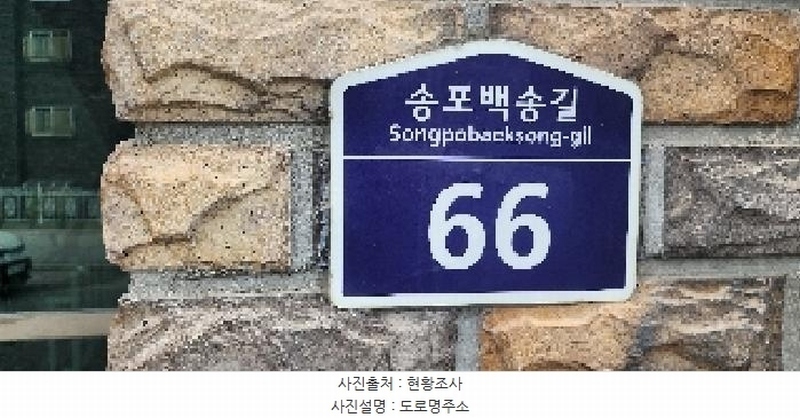 송포백송길
Songpobaeksong-gil
66
사진출처 : 현황조사
사진설명 : 도로명주소